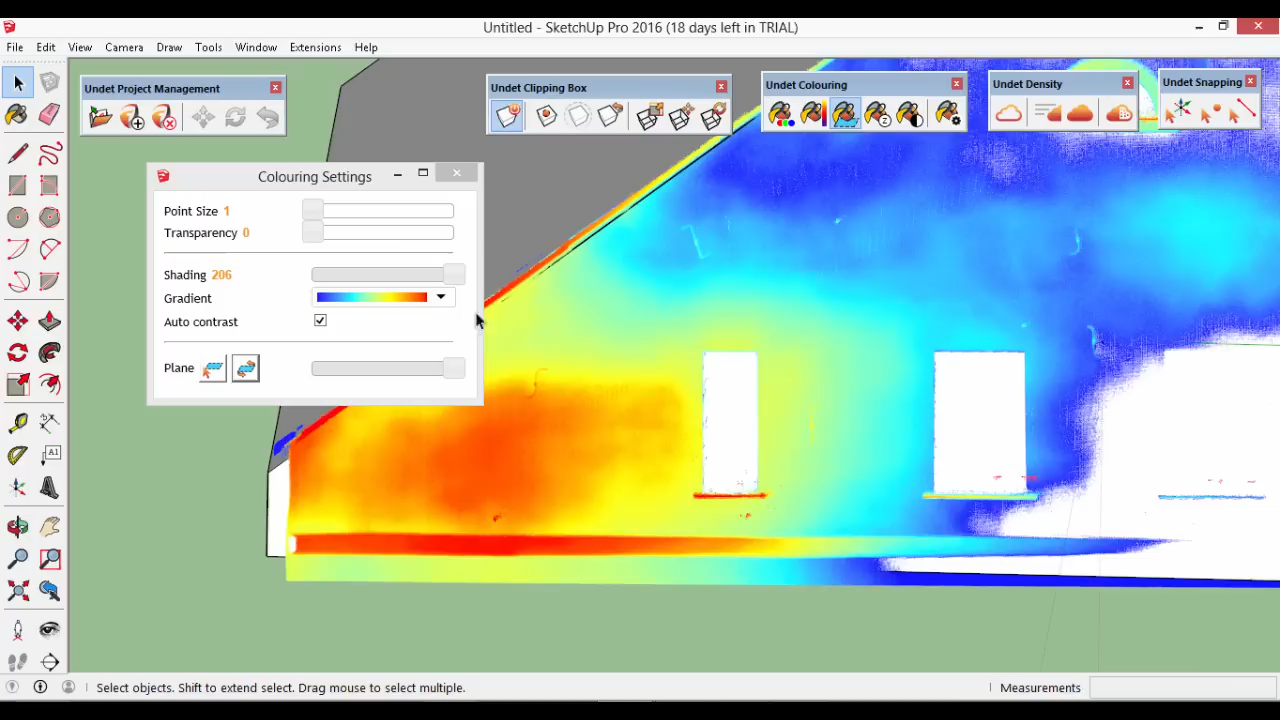 Untitled - SketchUp Pro 2016 (18 days left in TRIAL)
File Edit View Camera Draw Tools Window Extensions Help
Undet Project Management
Undet Clipping Box
Undet Colouring
Undet Density
Undet Snapping
Colouring Settings
Point Size 1
Transparency 0
Shading 206
Gradient
Auto contrast
Plane
A1
Select objects. Shift to extend select. Drag mouse to select multiple.
Measurements